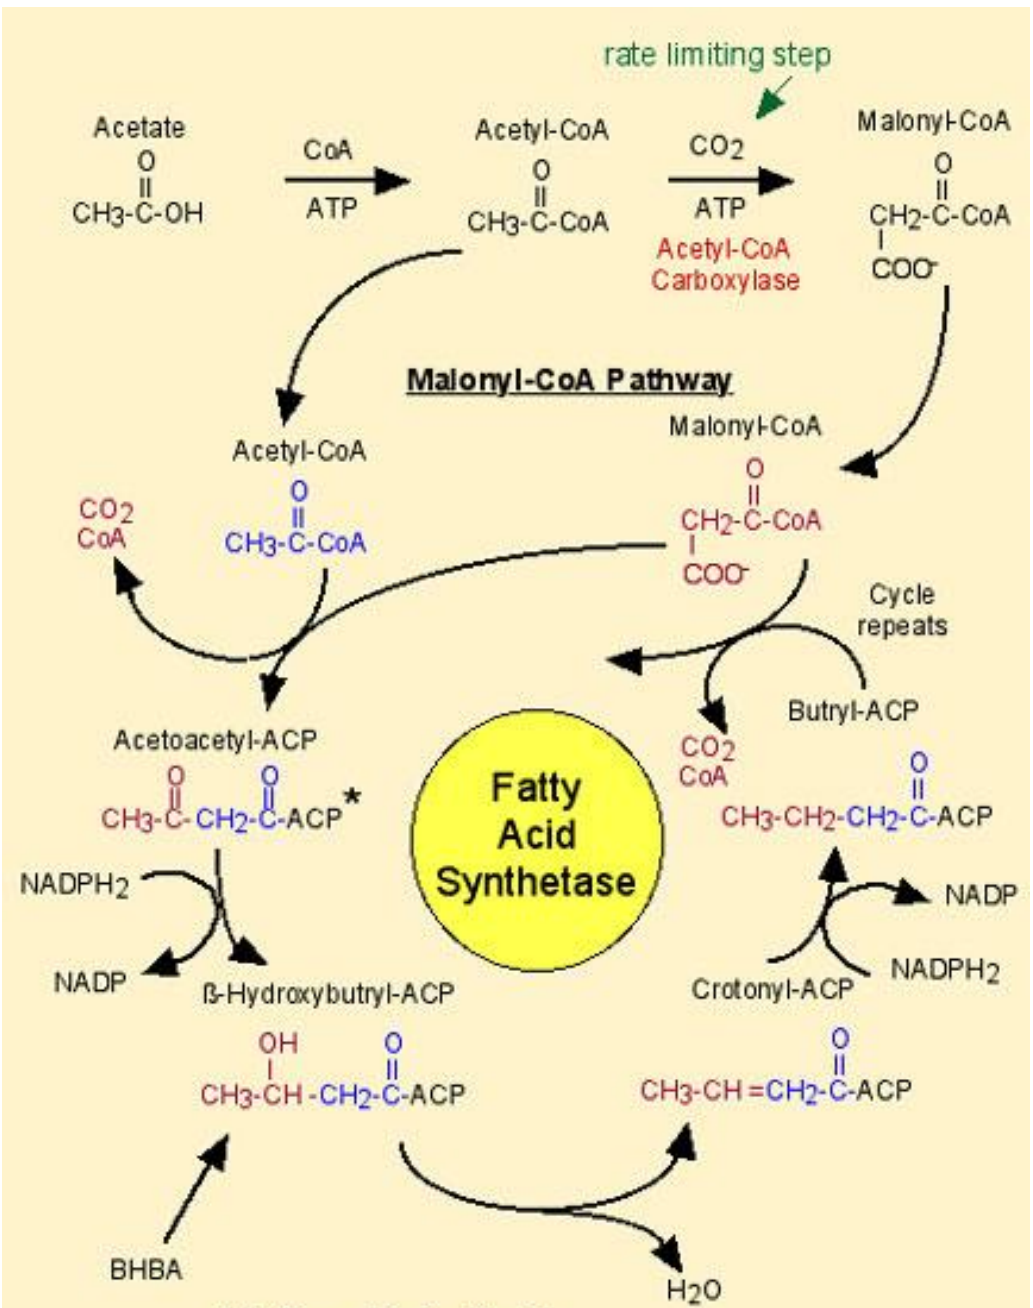 rate limiting step
Acetate
O
CH3-C-OH
CoA
ATP
Acetyl-CoA
O
CH3-C-CoA
CO2
ATP
Acetyl-CoA
Carboxylase
Malonyl-CoA
O
CH2-C-CoA
COO-
Malonyl-CoA Pathway
Acetyl-CoA
O
CH3-C-CoA
CO2
CoA
Malonyl-CoA
O
CH2-C-CoA
COO-
Cycle
repeats
Butryl-ACP
CO2
CoA
O
CH3-CH2-CH2-C-ACP
Acetoacetyl-ACP
O O
CH3-C-CH2-C-ACP*
Fatty
Acid
Synthetase
NADPH2
NADP
NADP
NADPH2
ß-Hydroxybutryl-ACP
OH O
CH3-CH-CH2-C-ACP
Crotonyl-ACP
O
CH3-CH=CH2-C-ACP
BHBA
H2O